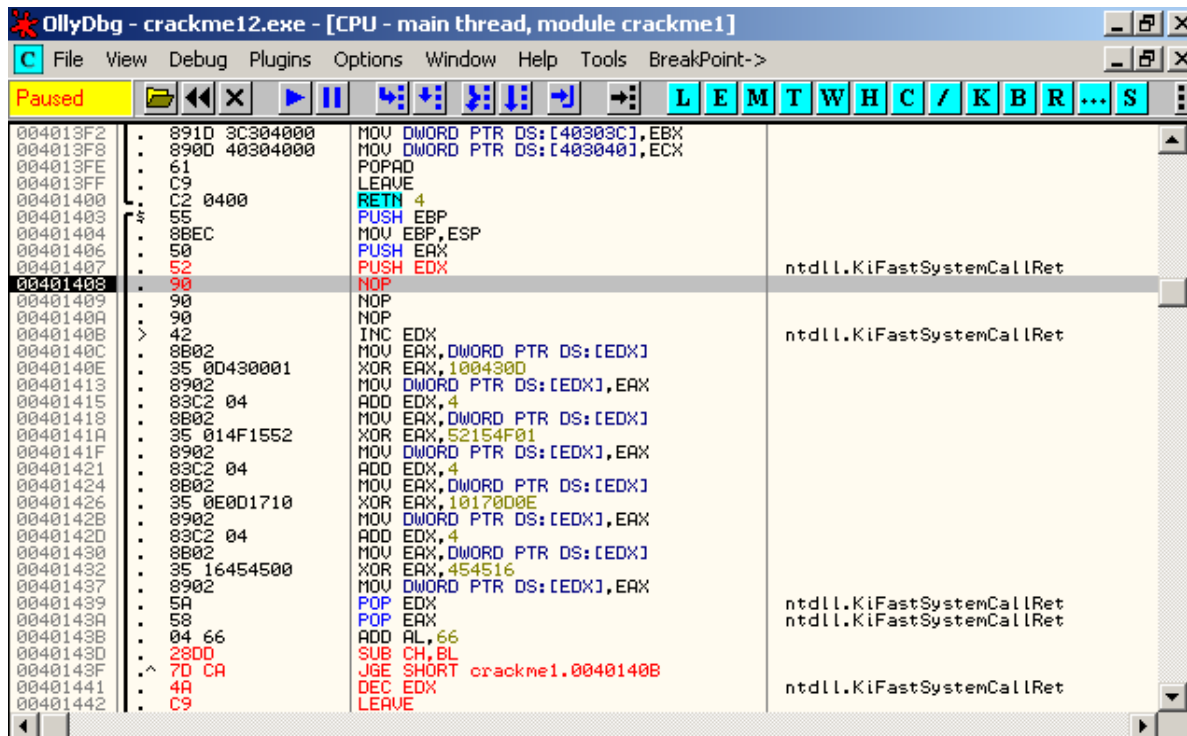 OllyDbg - crackme12.exe - [CPU - main thread, module crackme1]
C File View Debug Plugins Options Window Help Tools BreakPoint->
Paused L E M T W H C / K B R ... S
004013F2 . 891D 3C304000 MOV DWORD PTR DS:[40303C],EBX
004013F8 . 890D 40304000 MOV DWORD PTR DS:[403040],ECX
004013FE . 61 POPAD
004013FF . C9 LEAVE
00401400 . C2 0400 RETN 4
00401403 $ 55 PUSH EBP
00401404 . 8BEC MOV EBP,ESP
00401406 . 50 PUSH EAX
00401407 . 52 PUSH EDX ntdll.KiFastSystemCallRet
00401408 . 90 NOP
00401409 . 90 NOP
0040140A . 90 NOP
0040140B > 42 INC EDX ntdll.KiFastSystemCallRet
0040140C . 8B02 MOV EAX,DWORD PTR DS:[EDX]
0040140E . 35 0D430001 XOR EAX,100430D
00401413 . 8902 MOV DWORD PTR DS:[EDX],EAX
00401415 . 83C2 04 ADD EDX,4
00401418 . 8B02 MOV EAX,DWORD PTR DS:[EDX]
0040141A . 35 014F1552 XOR EAX,52154F01
0040141F . 8902 MOV DWORD PTR DS:[EDX],EAX
00401421 . 83C2 04 ADD EDX,4
00401424 . 8B02 MOV EAX,DWORD PTR DS:[EDX]
00401426 . 35 0E0D1710 XOR EAX,10170D0E
0040142B . 8902 MOV DWORD PTR DS:[EDX],EAX
0040142D . 83C2 04 ADD EDX,4
00401430 . 8B02 MOV EAX,DWORD PTR DS:[EDX]
00401432 . 35 16454500 XOR EAX,454516
00401437 . 8902 MOV DWORD PTR DS:[EDX],EAX
00401439 . 5A POP EDX ntdll.KiFastSystemCallRet
0040143A . 58 POP EAX ntdll.KiFastSystemCallRet
0040143B . 04 66 ADD AL,66
0040143D . 28DD SUB CH,BL
0040143F .^ 7D CA JGE SHORT crackme1.0040140B
00401441 . 4A DEC EDX ntdll.KiFastSystemCallRet
00401442 . C9 LEAVE